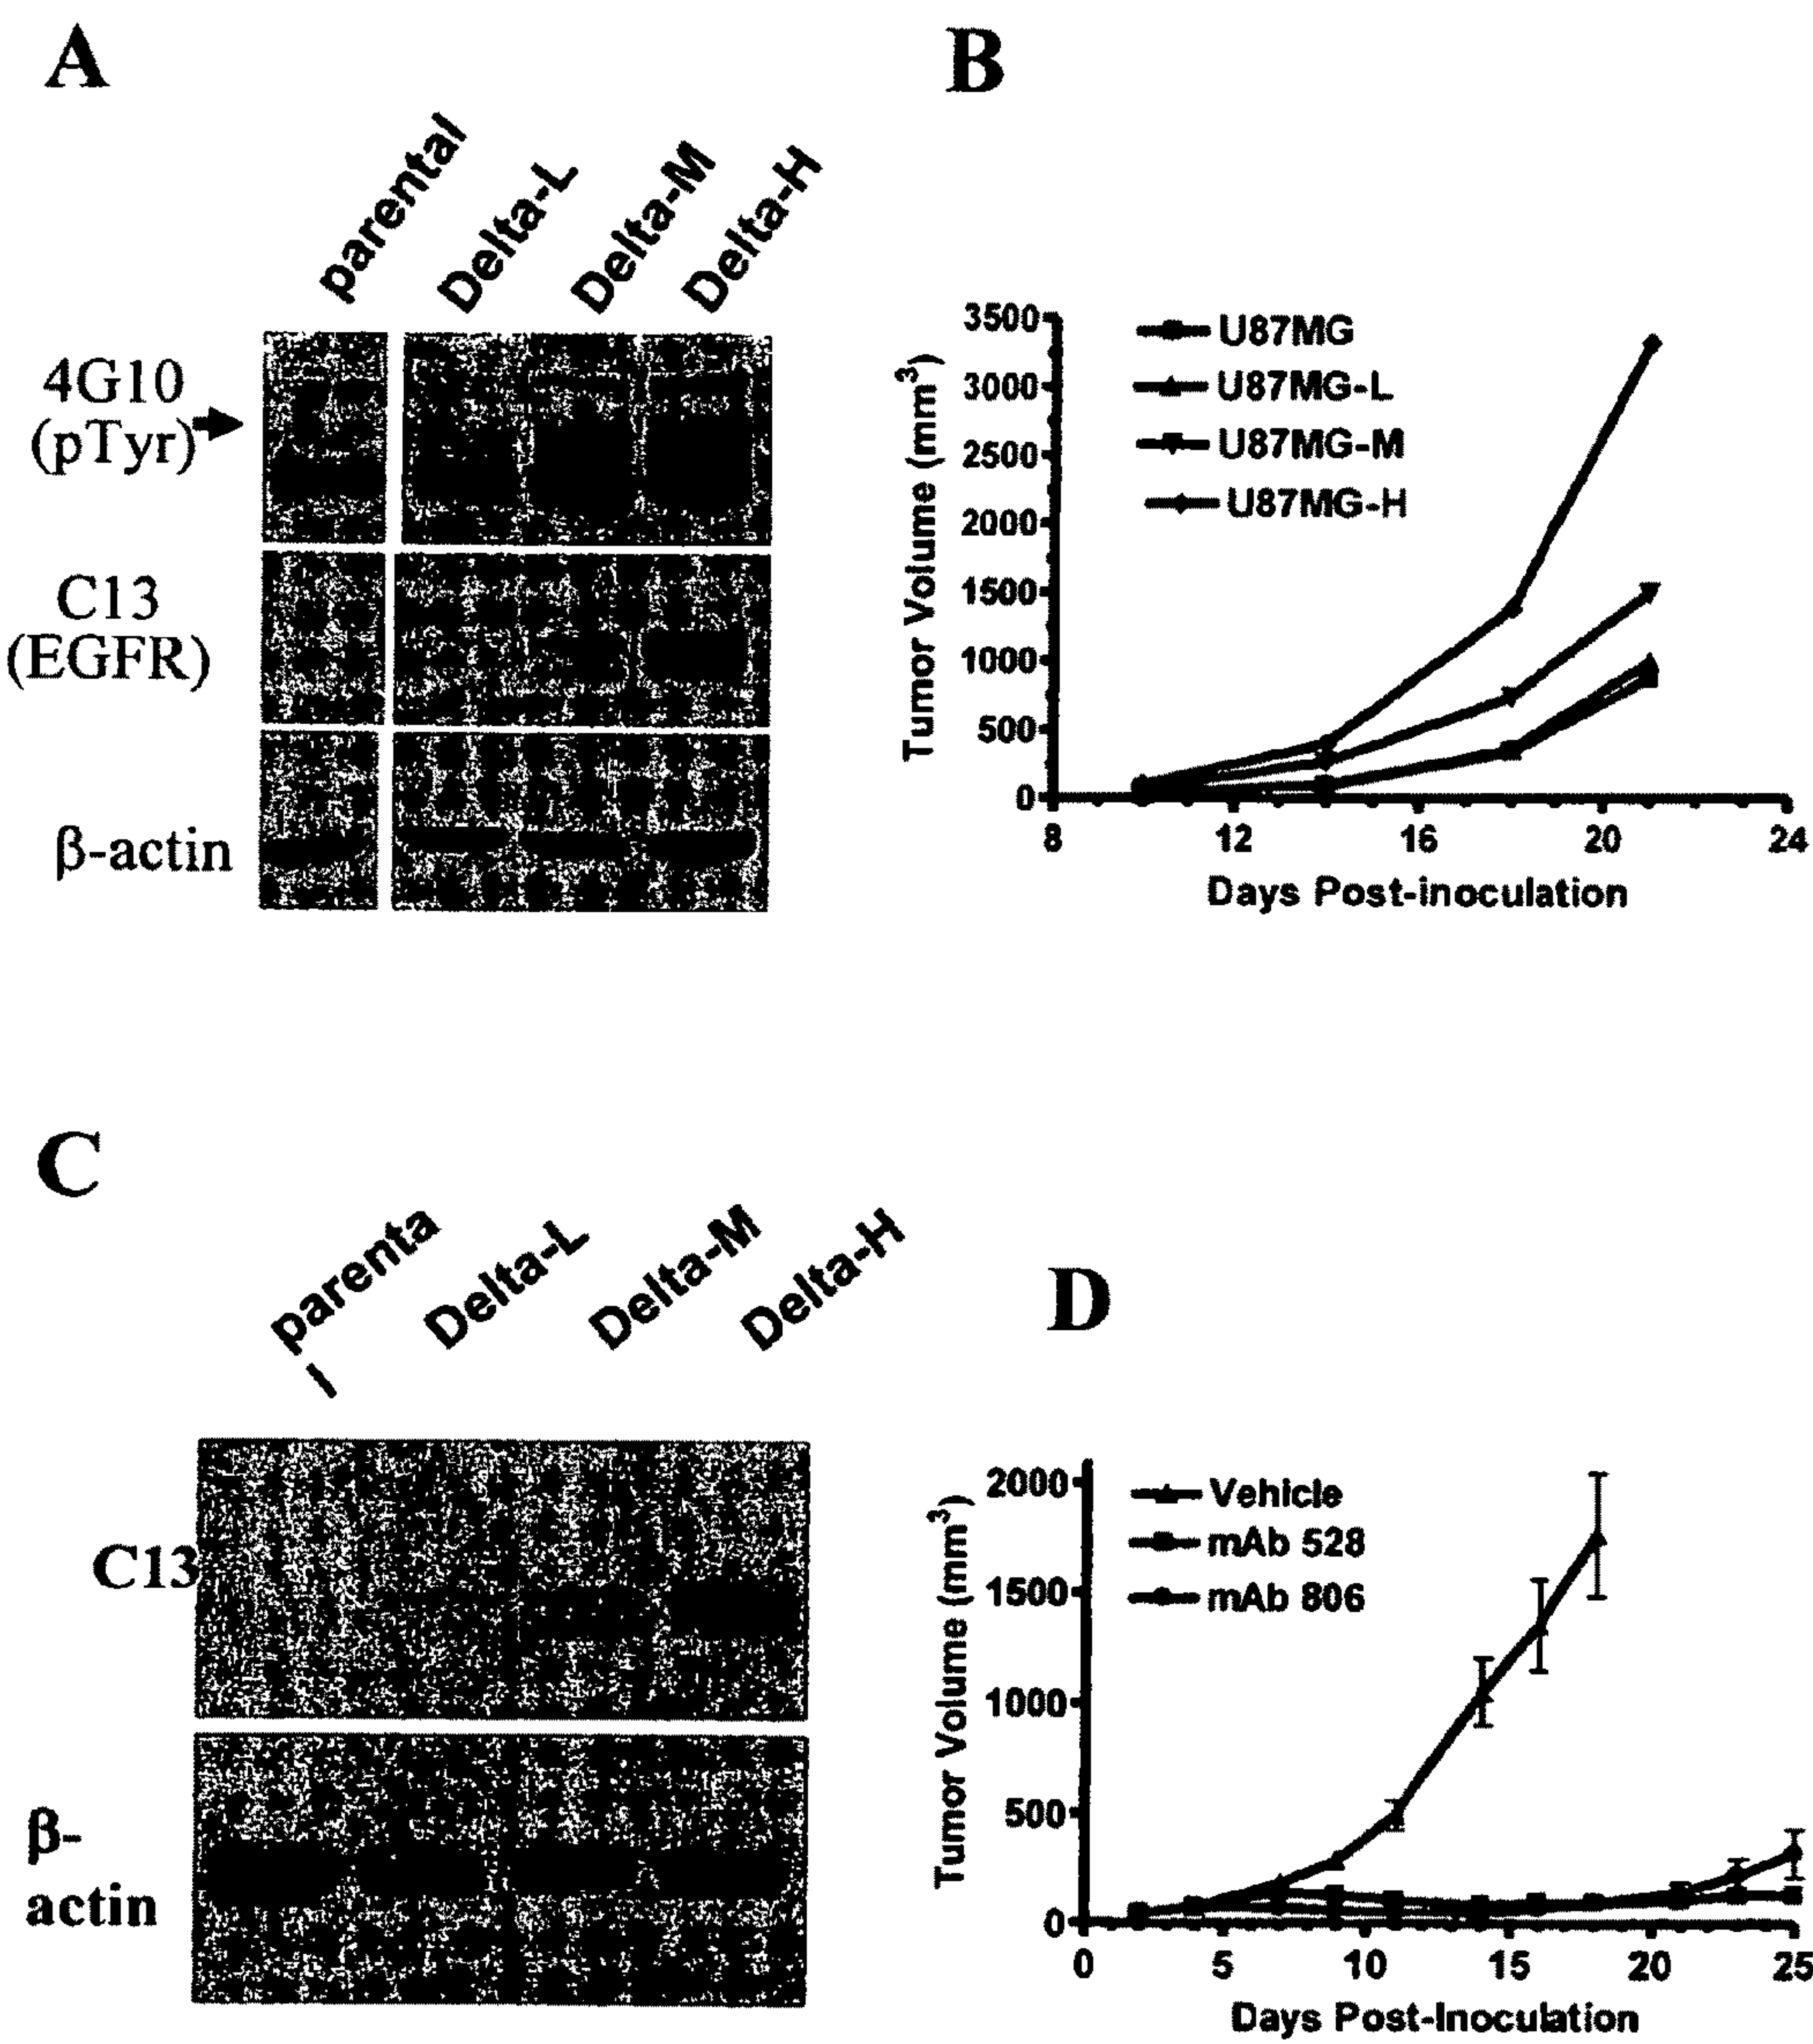 A
parental
Delta-L
Delta-M
Delta-H
4G10
(pTyr)
C13
(EGFR)
β-actin
B
Tumor Volume (mm³)
3500
3000
2500
2000
1500
1000
500
0
U87MG
U87MG-L
U87MG-M
U87MG-H
8 12 16 20 24
Days Post-inoculation
C
parenta
l
Delta-L
Delta-M
Delta-H
C13
β-
actin
D
Tumor Volume (mm³)
2000
1500
1000
500
0
Vehicle
mAb 528
mAb 806
0 5 10 15 20 25
Days Post-Inoculation